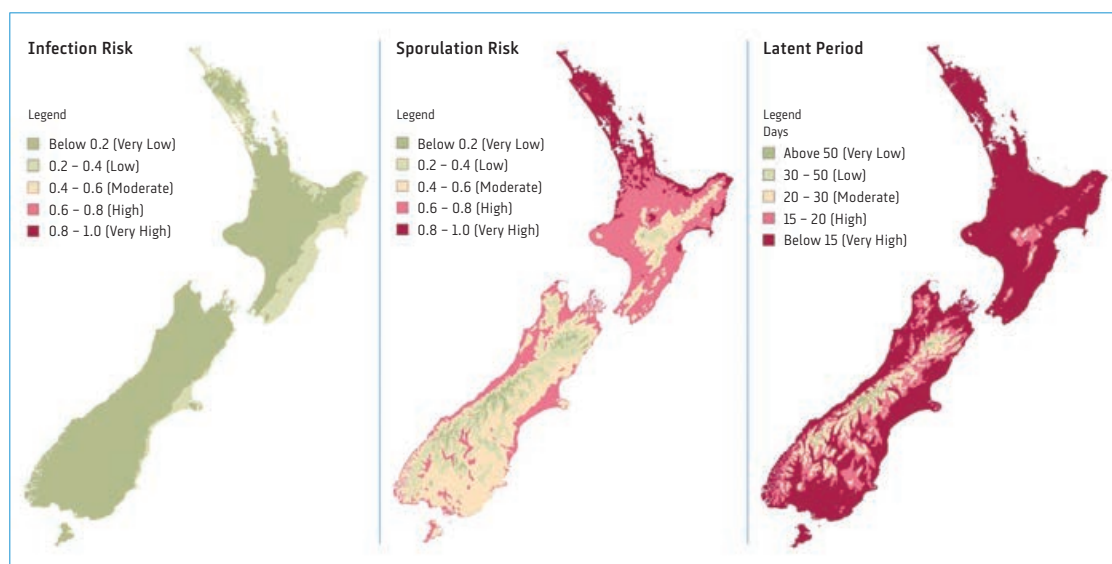 Infection Risk
Legend
Below 0.2 (Very Low)
0.2 – 0.4 (Low)
0.4 – 0.6 (Moderate)
0.6 – 0.8 (High)
0.8 – 1.0 (Very High)
Sporulation Risk
Legend
Below 0.2 (Very Low)
0.2 – 0.4 (Low)
0.4 – 0.6 (Moderate)
0.6 – 0.8 (High)
0.8 – 1.0 (Very High)
Latent Period
Legend
Days
Above 50 (Very Low)
30 – 50 (Low)
20 – 30 (Moderate)
15 – 20 (High)
Below 15 (Very High)